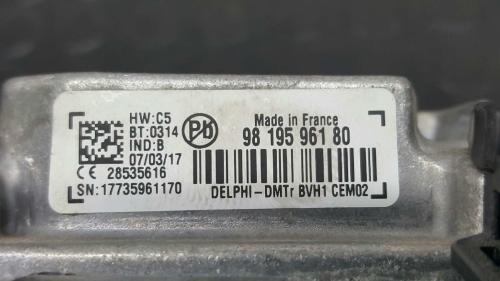 HW:C5
BT:0314
IND:B
07/03/17
CE 28535616
SN:17735961170
Pb
Made in France
98 195 961 80
DELPHI-DMTr BVH1 CEM02